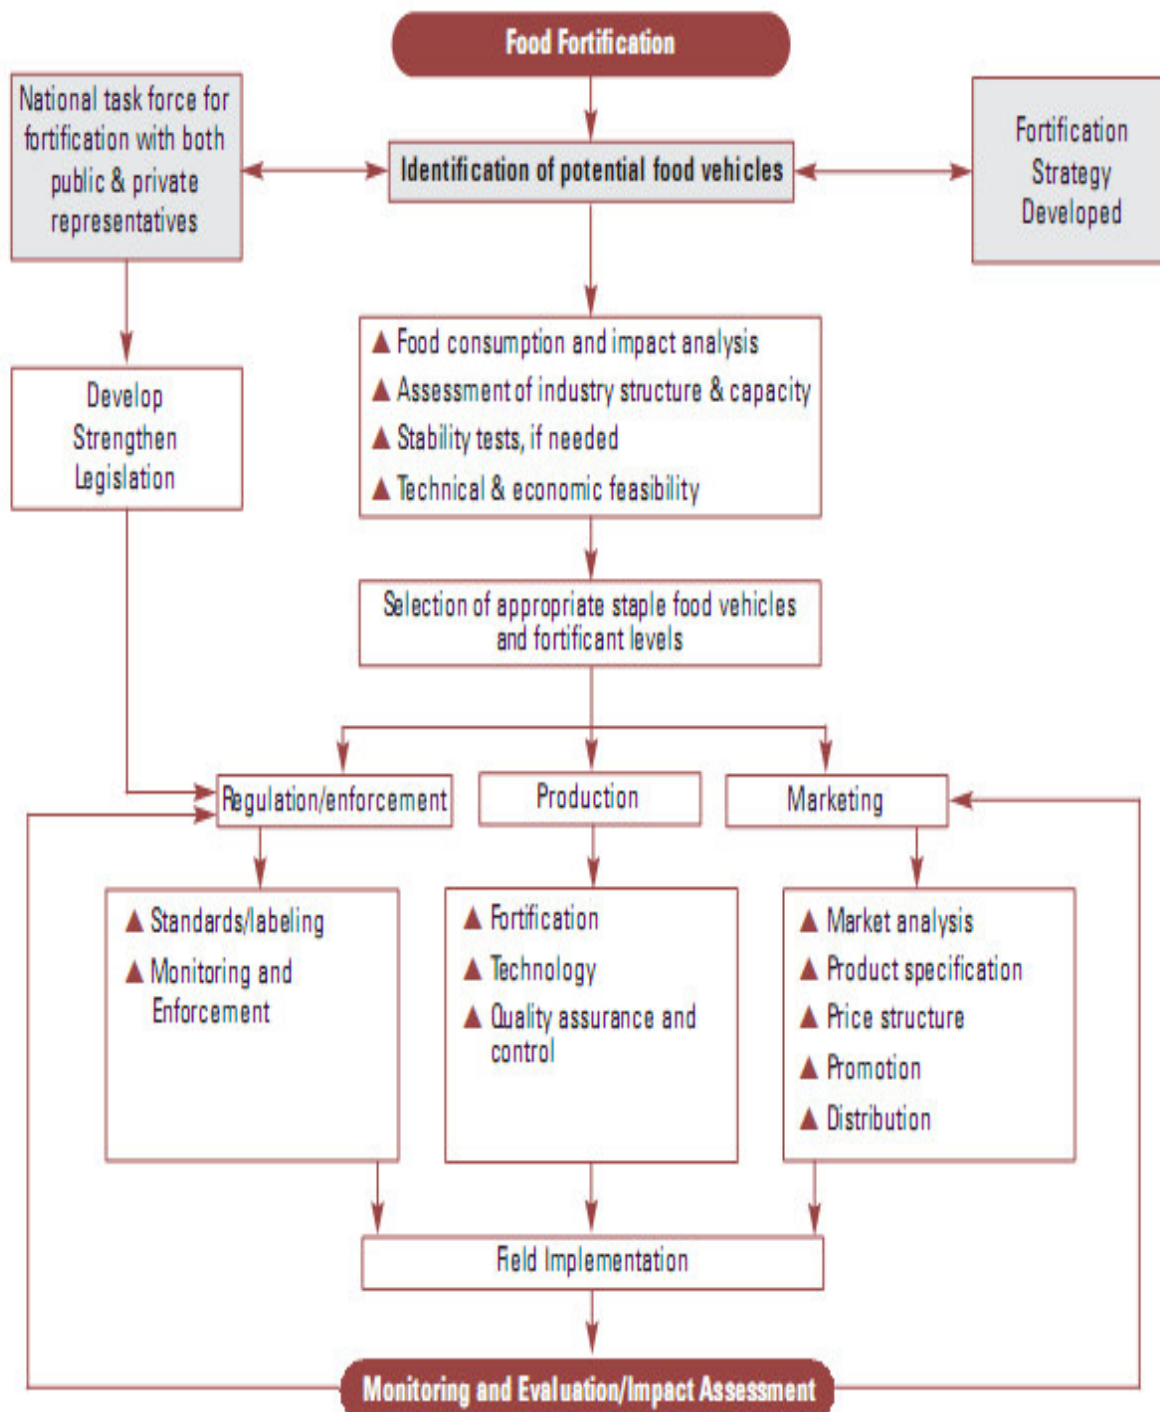 Food Fortification
National task force for
fortification with both
public & private
representatives
Identification of potential food vehicles
Fortification
Strategy
Developed
▲ Food consumption and impact analysis
▲ Assessment of industry structure & capacity
▲ Stability tests, if needed
▲ Technical & economic feasibility
Develop
Strengthen
Legislation
Selection of appropriate staple food vehicles
and fortificant levels
Regulation/enforcement
Production
Marketing
▲ Standards/labeling
▲ Monitoring and
Enforcement
▲ Fortification
▲ Technology
▲ Quality assurance and
control
▲ Market analysis
▲ Product specification
▲ Price structure
▲ Promotion
▲ Distribution
Field Implementation
Monitoring and Evaluation/Impact Assessment